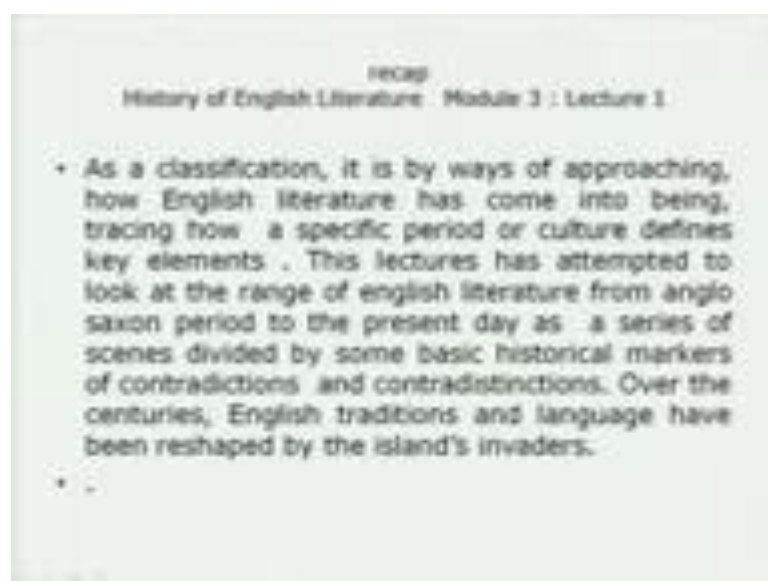 recap
History of English Literature Module 3 : Lecture 1
• As a classification, it is by ways of approaching,
how English literature has come into being,
tracing how a specific period or culture defines
key elements . This lectures has attempted to
look at the range of english literature from anglo
saxon period to the present day as a series of
scenes divided by some basic historical markers
of contradictions and contradistinctions. Over the
centuries, English traditions and language have
been reshaped by the island's invaders.
• .